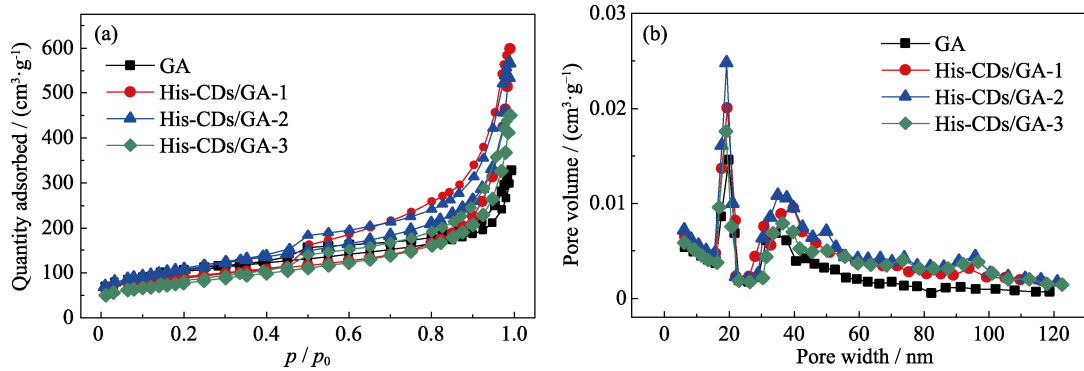 (a)
GA
His-CDs/GA-1
His-CDs/GA-2
His-CDs/GA-3
Quantity adsorbed / (cm³·g⁻¹)
600
500
400
300
200
100
0
0 0.2 0.4 0.6 0.8 1.0
p / p₀
(b)
GA
His-CDs/GA-1
His-CDs/GA-2
His-CDs/GA-3
Pore volume / (cm³·g⁻¹)
0.03
0.02
0.01
0
0 20 40 60 80 100 120
Pore width / nm